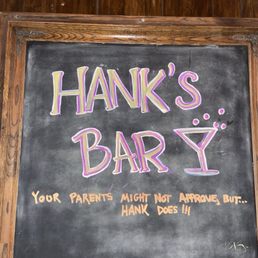 HANK'S
BAR
YOUR PARENTS MIGHT NOT APPROVE, BUT...
HANK DOES !!!